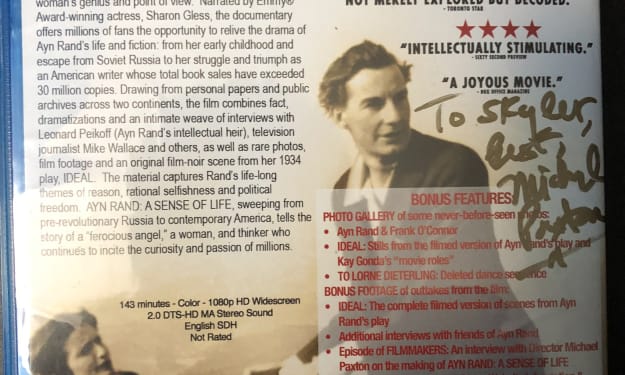 woman's genius and point of view. Narrated by Emmy®
Award-winning actress, Sharon Gless, the documentary
offers millions of fans the opportunity to relive the drama of
Ayn Rand's life and fiction: from her early childhood and
escape from Soviet Russia to her struggle and triumph as
an American writer whose total book sales have exceeded
30 million copies. Drawing from personal papers and public
archives across two continents, the film combines fact,
dramatizations and an intimate weave of interviews with
Leonard Peikoff (Ayn Rand's intellectual heir), television
journalist Mike Wallace and others, as well as rare photos,
film footage and an original film-noir scene from her 1934
play, IDEAL. The material captures Rand's life-long
themes of reason, rational selfishness and political
freedom. AYN RAND: A SENSE OF LIFE, sweeping from
pre-revolutionary Russia to contemporary America, tells the
story of a "ferocious angel," a woman, and thinker who
continues to incite the curiosity and passion of millions.
143 minutes - Color - 1080p HD Widescreen
2.0 DTS-HD MA Stereo Sound
English SDH
Not Rated
NOT MERELY EXPLORED BUT DECODED."
- TORONTO STAR
"INTELLECTUALLY STIMULATING."
- SIXTY SECOND PREVIEW
"A JOYOUS MOVIE."
- BOX OFFICE MAGAZINE
To Skyler,
Best,
Michael
Paxton
BONUS FEATURES:
PHOTO GALLERY of some never-before-seen photos:
• Ayn Rand & Frank O'Connor
• IDEAL: Stills from the filmed version of Ayn Rand's play and
Kay Gonda's "movie roles"
• TO LORNE DIETERLING: Deleted dance sequence
BONUS FOOTAGE of outtakes from the film:
• IDEAL: The complete filmed version of scenes from Ayn
Rand's play
• Additional interviews with friends of Ayn Rand
• Episode of FILMMAKERS: An interview with Director Michael
Paxton on the making of AYN RAND: A SENSE OF LIFE